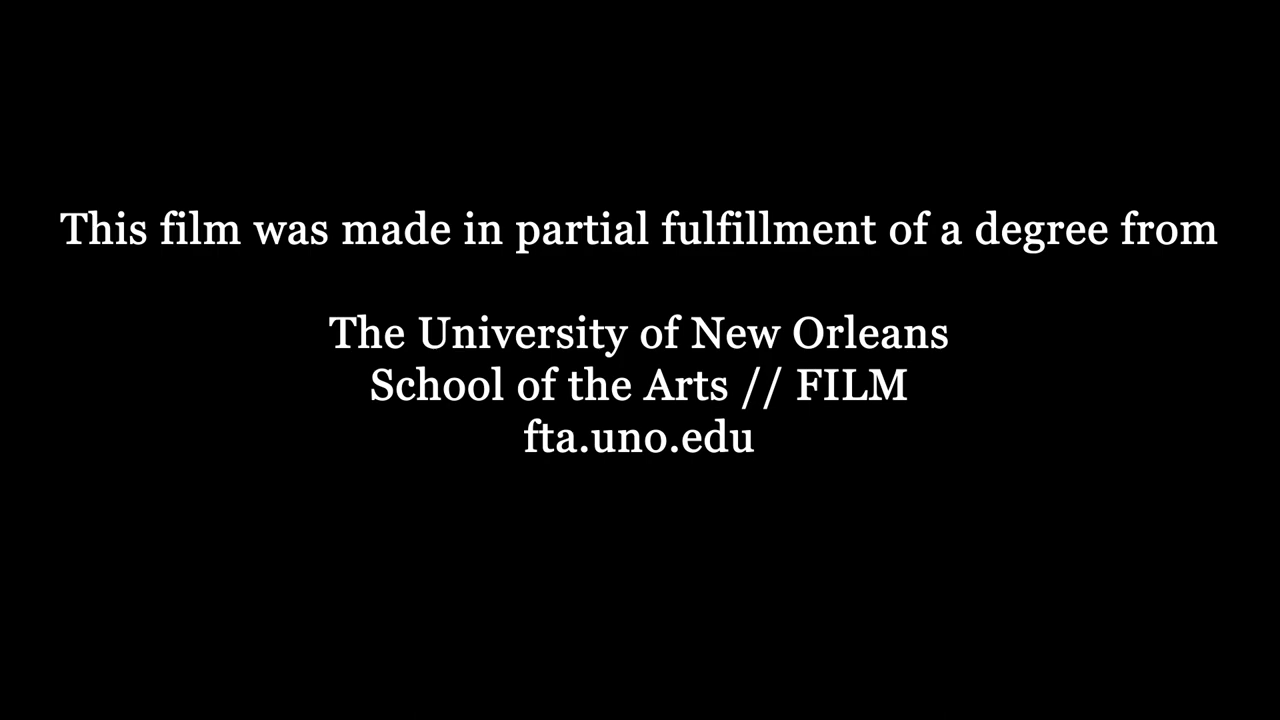 This film was made in partial fulfillment of a degree from
The University of New Orleans
School of the Arts // FILM
fta.uno.edu